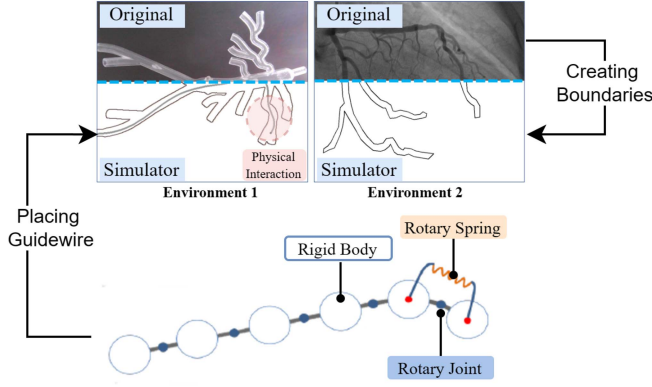 Original
Original
Creating
Boundaries
Physical
Interaction
Simulator
Simulator
Environment 1
Environment 2
Placing
Guidewire
Rotary Spring
Rigid Body
Rotary Joint